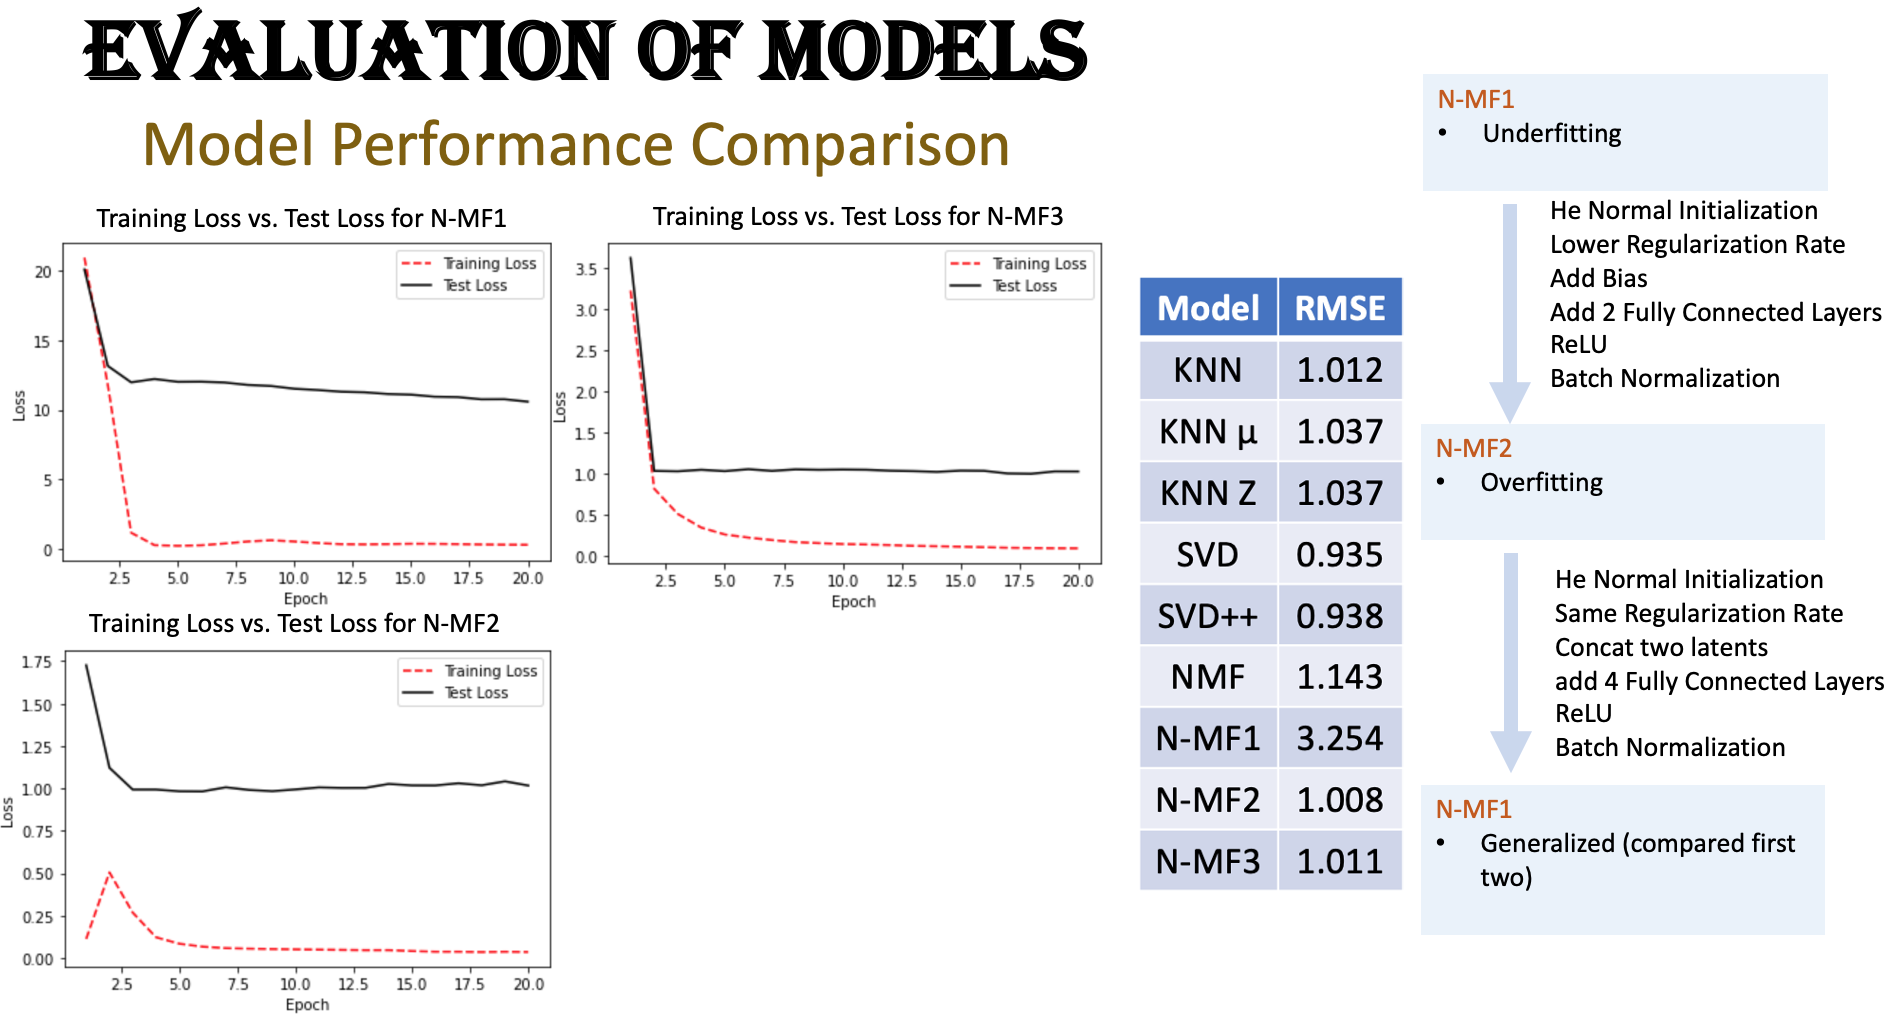 EVALUATION OF MODELS
Model Performance Comparison
Training Loss vs. Test Loss for N-MF1
Training Loss
Test Loss
Loss
20
15
10
5
0
2.5 5.0 7.5 10.0 12.5 15.0 17.5 20.0
Epoch
Training Loss vs. Test Loss for N-MF3
Training Loss
Test Loss
Loss
3.5
3.0
2.5
2.0
1.5
1.0
0.5
0.0
2.5 5.0 7.5 10.0 12.5 15.0 17.5 20.0
Epoch
Training Loss vs. Test Loss for N-MF2
Training Loss
Test Loss
Loss
1.75
1.50
1.25
1.00
0.75
0.50
0.25
0.00
2.5 5.0 7.5 10.0 12.5 15.0 17.5 20.0
Epoch
Model RMSE
KNN 1.012
KNN μ 1.037
KNN Z 1.037
SVD 0.935
SVD++ 0.938
NMF 1.143
N-MF1 3.254
N-MF2 1.008
N-MF3 1.011
N-MF1
• Underfitting
He Normal Initialization
Lower Regularization Rate
Add Bias
Add 2 Fully Connected Layers
ReLU
Batch Normalization
N-MF2
• Overfitting
He Normal Initialization
Same Regularization Rate
Concat two latents
add 4 Fully Connected Layers
ReLU
Batch Normalization
N-MF1
• Generalized (compared first
two)